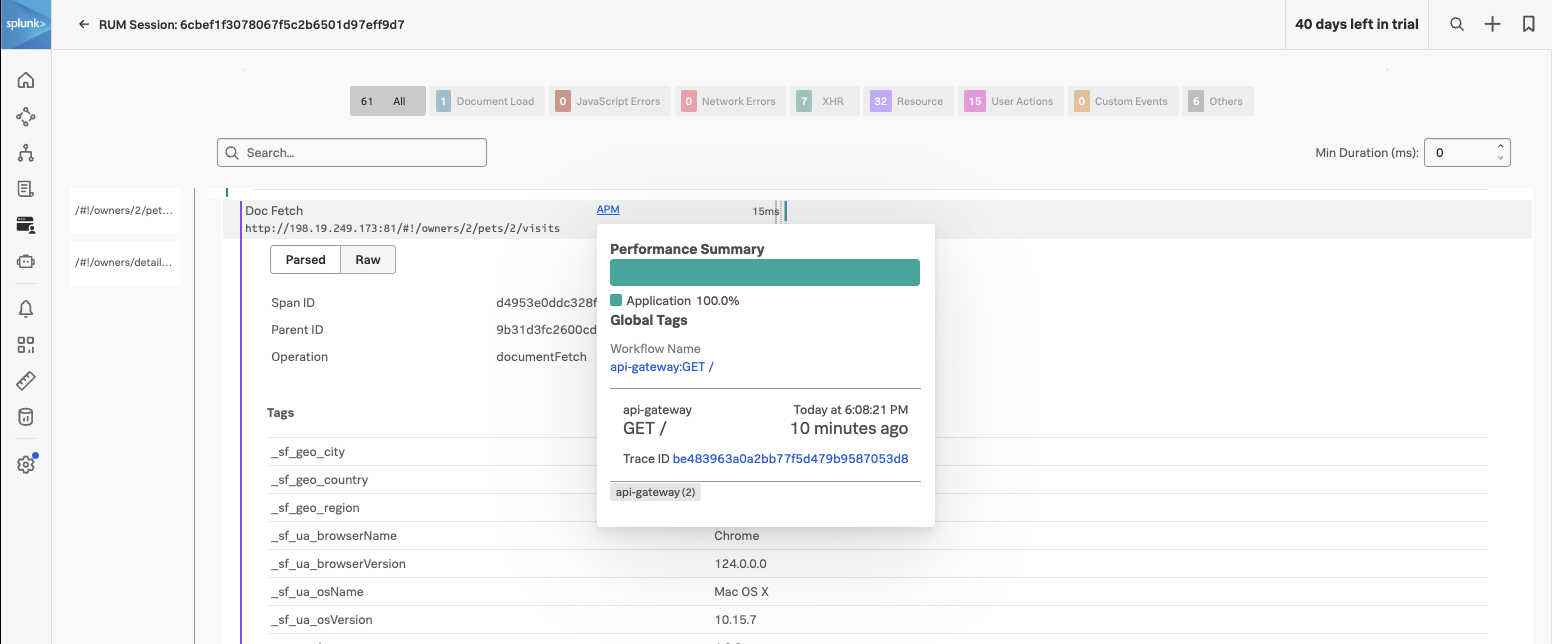 splunk>
RUM Session: 6cbef1f3078067f5c2b6501d97eff9d7
40 days left in trial
61 All
1 Document Load
0 JavaScript Errors
0 Network Errors
7 XHR
32 Resource
15 User Actions
0 Custom Events
6 Others
Search...
Min Duration (ms): 0
/#!/owners/2/pet...
/#!/owners/detail...
Doc Fetch APM 15ms
http://198.19.249.173:81/#!/owners/2/pets/2/visits
Parsed Raw
Span ID d4953e0ddc328f
Parent ID 9b31d3fc2600cd
Operation documentFetch
Tags
_sf_geo_city
_sf_geo_country
_sf_geo_region
_sf_ua_browserName Chrome
_sf_ua_browserVersion 124.0.0.0
_sf_ua_osName Mac OS X
_sf_ua_osVersion 10.15.7
Performance Summary
Application 100.0%
Global Tags
Workflow Name
api-gateway:GET /
api-gateway Today at 6:08:21 PM
GET / 10 minutes ago
Trace ID be483963a0a2bb77f5d479b9587053d8
api-gateway (2)